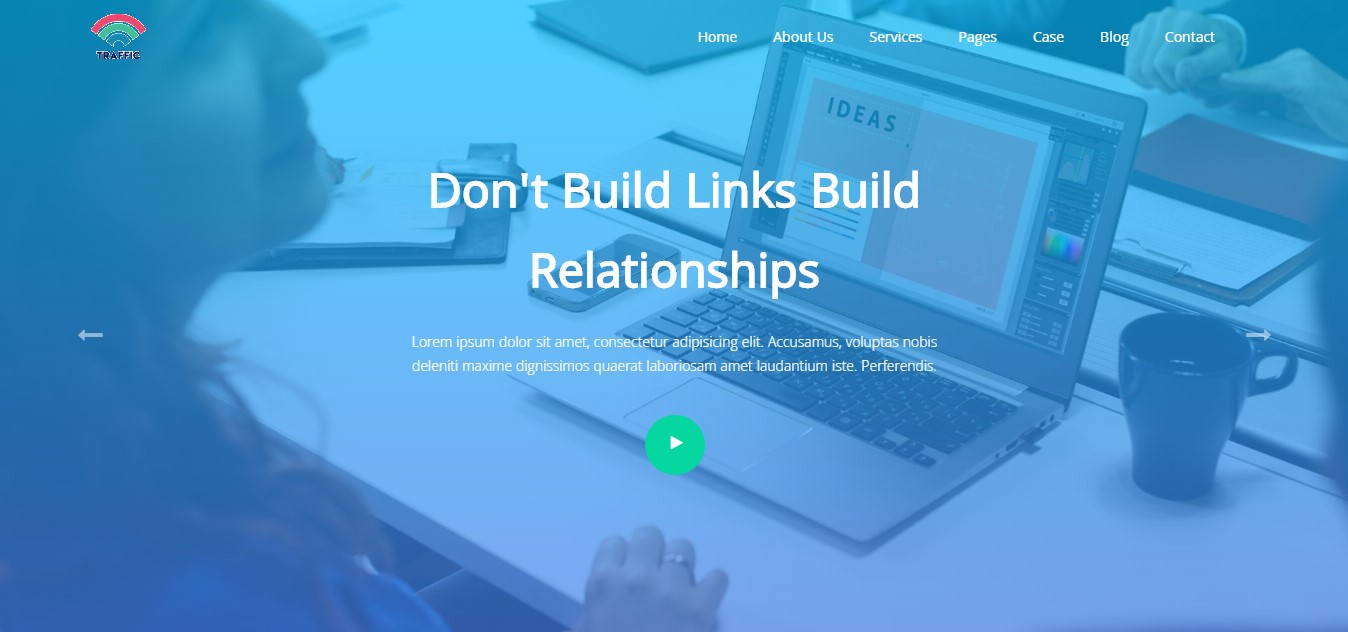 TRAFFIC
Home About Us Services Pages Case Blog Contact
IDEAS
Don't Build Links Build
Relationships
Lorem ipsum dolor sit amet, consectetur adipisicing elit. Accusamus, voluptas nobis
deleniti maxime dignissimos quaerat laboriosam amet laudantium iste. Perferendis.